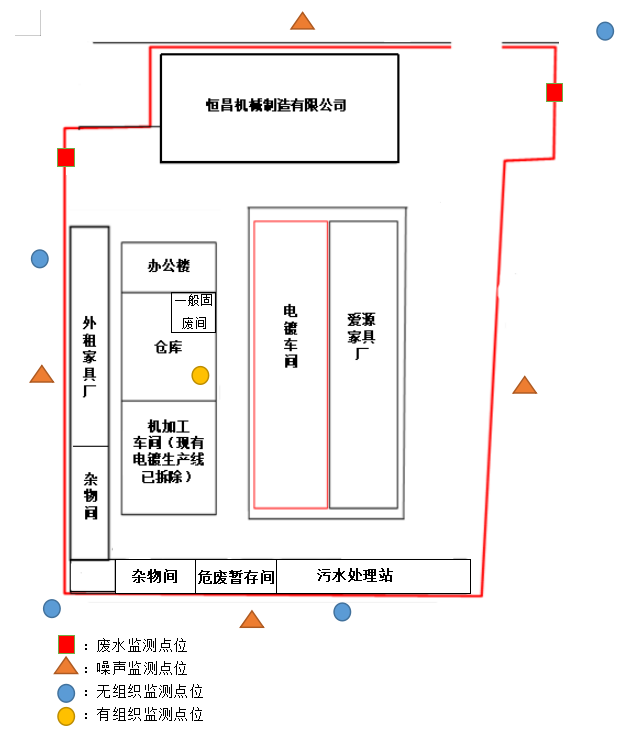 恒昌机械制造有限公司
办公楼
一般固
废间
仓库
外租家具厂
杂物间
机加工
车间（现有
电镀生产线
已拆除）
电镀车间
爱源
家具
厂
杂物间
危废暂存间
污水处理站
：废水监测点位
：噪声监测点位
：无组织监测点位
：有组织监测点位